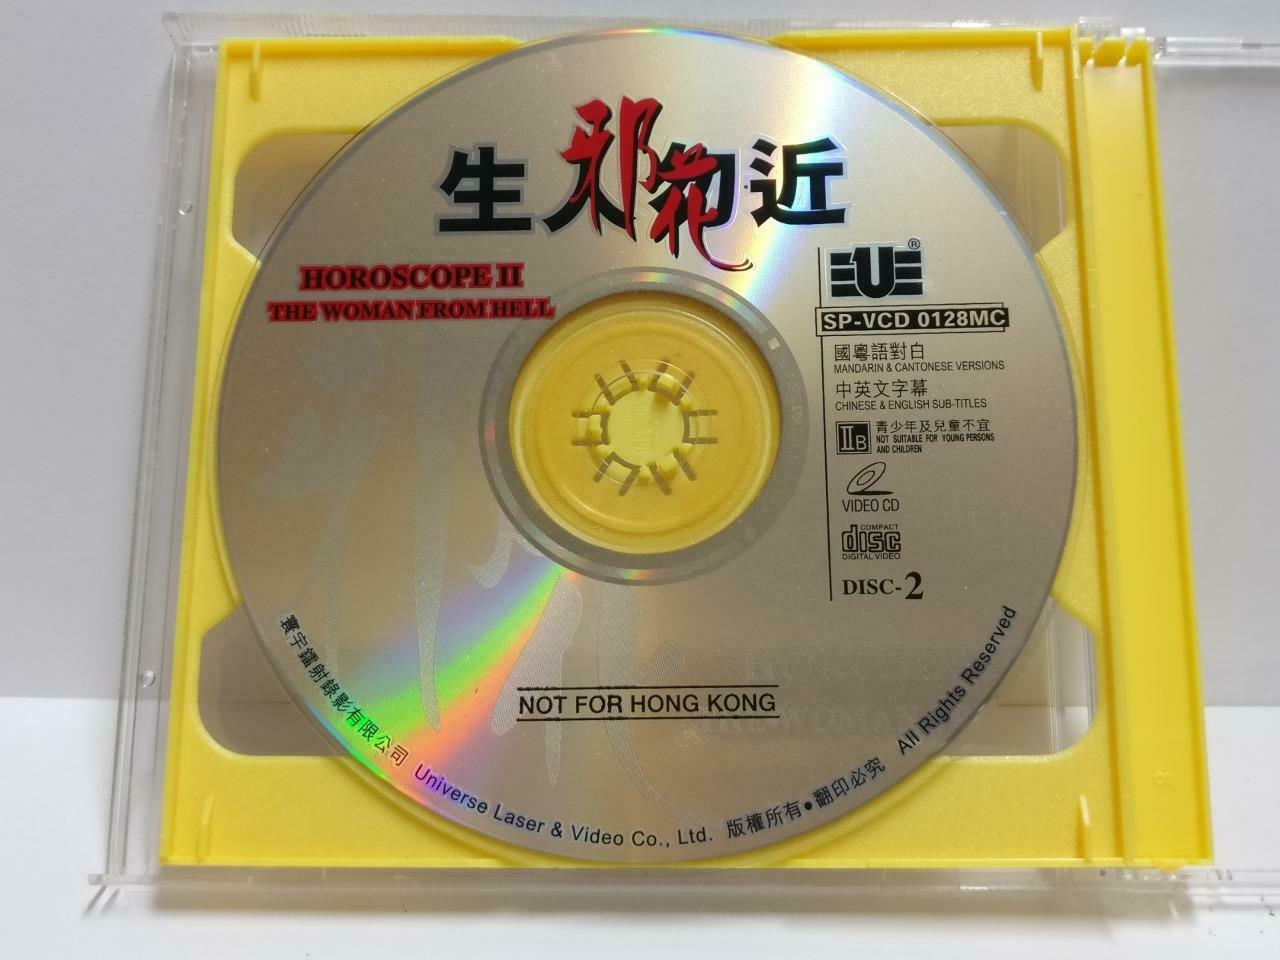 生人勿近
邪花
HOROSCOPE II
THE WOMAN FROM HELL
U®
SP-VCD 0128MC
國粵語對白
MANDARIN & CANTONESE VERSIONS
中英文字幕
CHINESE & ENGLISH SUB-TITLES
IIB
青少年及兒童不宜
NOT SUITABLE FOR YOUNG PERSONS
AND CHILDREN
VIDEO CD
COMPACT
disc
DIGITAL VIDEO
DISC-2
NOT FOR HONG KONG
寰宇鐳射錄影有限公司 Universe Laser & Video Co., Ltd. 版權所有●翻印必究 All Rights Reserved